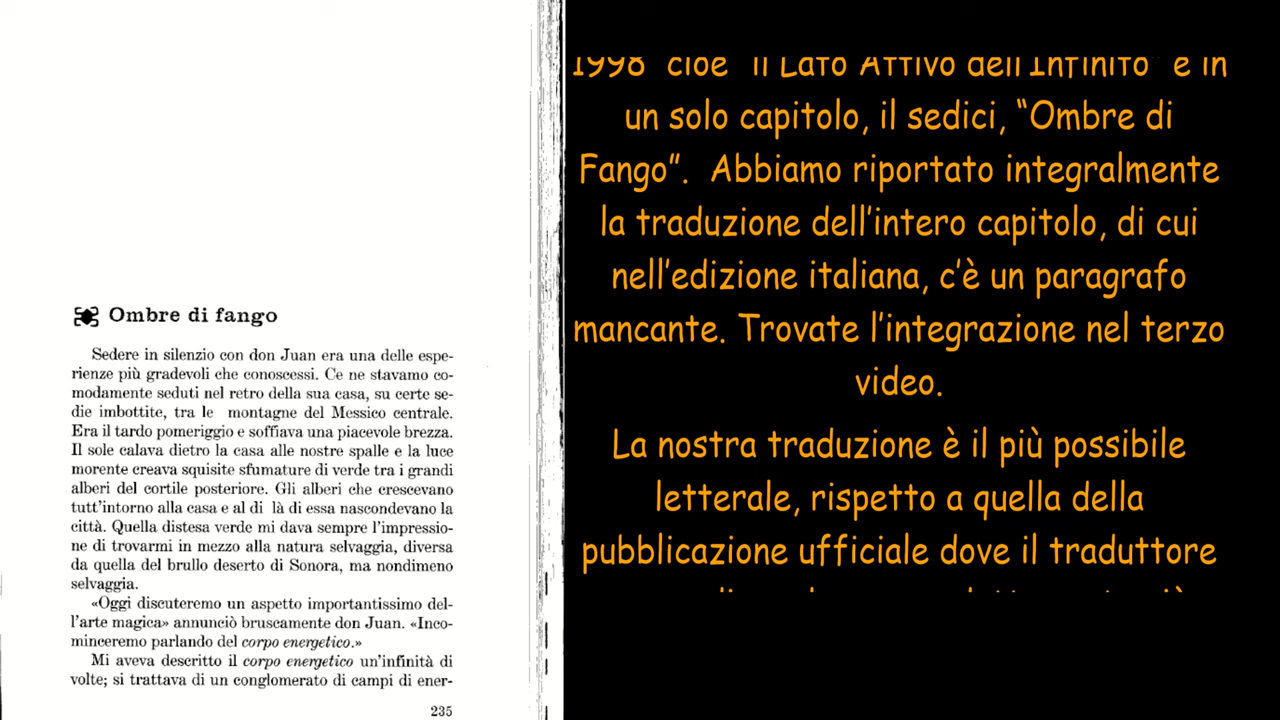 Ombre di fango
Sedere in silenzio con don Juan era una delle espe-
rienze più gradevoli che conoscessi. Ce ne stavamo co-
modamente seduti nel retro della sua casa, su certe se-
die imbottite, tra le montagne del Messico centrale.
Era il tardo pomeriggio e soffiava una piacevole brezza.
Il sole calava dietro la casa alle nostre spalle e la luce
morente creava squisite sfumature di verde tra i grandi
alberi del cortile posteriore. Gli alberi che crescevano
tutt'intorno alla casa e al di là di essa nascondevano la
città. Quella distesa verde mi dava sempre l'impressio-
ne di trovarmi in mezzo alla natura selvaggia, diversa
da quella del brullo deserto di Sonora, ma nondimeno
selvaggia.
«Oggi discuteremo un aspetto importantissimo del-
l'arte magica» annunciò bruscamente don Juan. «Inco-
minceremo parlando del corpo energetico.»
Mi aveva descritto il corpo energetico un'infinità di
volte; si trattava di un conglomerato di campi di ener-
235
1998 cioè "Il Lato Attivo dell'Infinito" e in
un solo capitolo, il sedici, “Ombre di
Fango”. Abbiamo riportato integralmente
la traduzione dell'intero capitolo, di cui
nell'edizione italiana, c'è un paragrafo
mancante. Trovate l'integrazione nel terzo
video.
La nostra traduzione è il più possibile
letterale, rispetto a quella della
pubblicazione ufficiale dove il traduttore